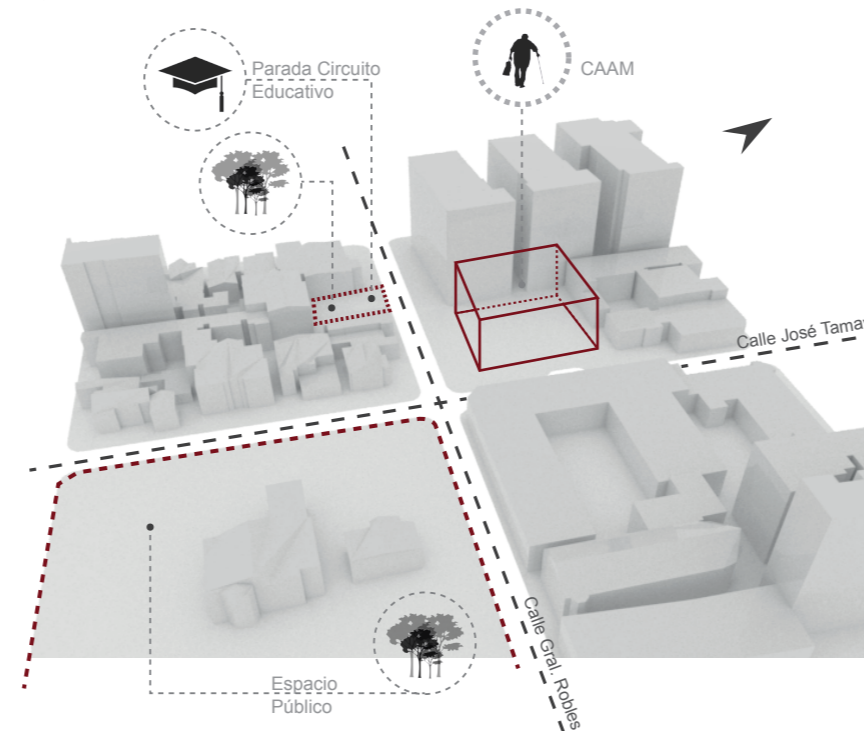 Parada Circuito
Educativo
CAAM
Calle José Tama
Calle Gral. Robles
Espacio
Público